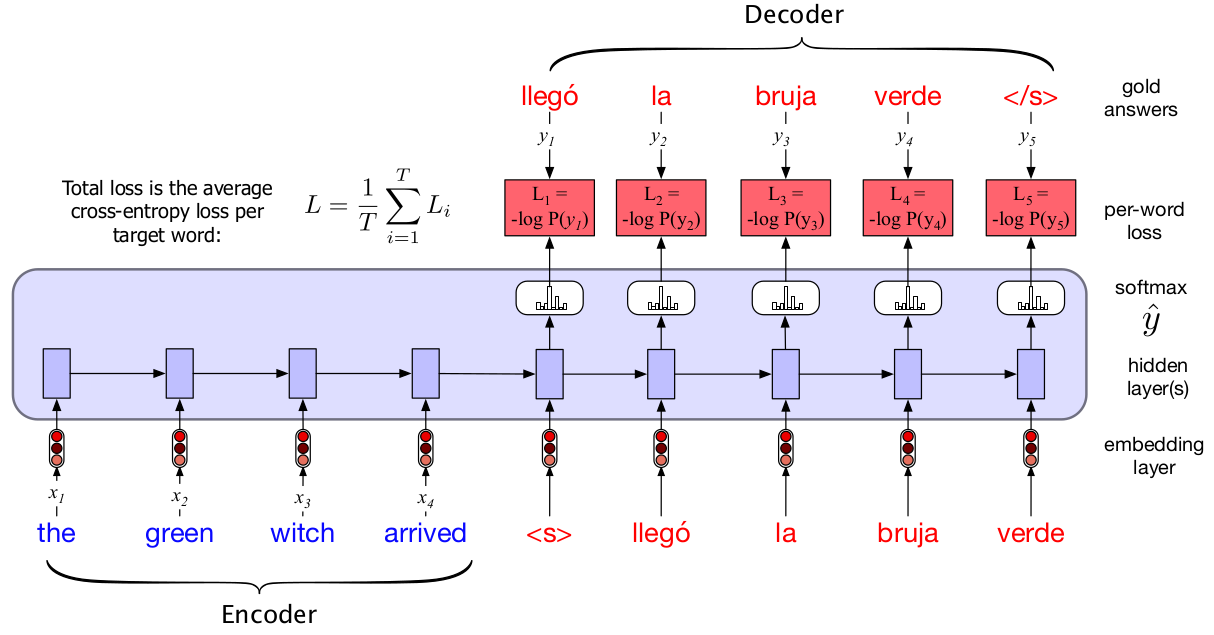 Decoder
llegó la bruja verde </s>
gold
answers
y1 y2 y3 y4 y5
Total loss is the average
cross-entropy loss per
target word:
L = \frac{1}{T} \sum_{i=1}^{T} L_i
L1 =
-log P(y1)
L2 =
-log P(y2)
L3 =
-log P(y3)
L4 =
-log P(y4)
L5 =
-log P(y5)
per-word
loss
softmax
ŷ
hidden
layer(s)
embedding
layer
x1 x2 x3 x4
the green witch arrived <s> llegó la bruja verde
Encoder